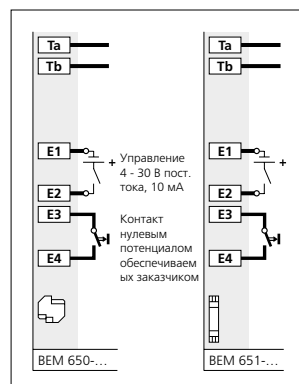 Ta
Tb
E1
+
Управление
4 - 30 В пост.
тока, 10 мА
E2
E3
Контакт
нулевым
потенциалом
обеспечиваем
ых заказчиком
E4
BEM 650-...
Ta
Tb
E1
+
E2
E3
E4
BEM 651-...